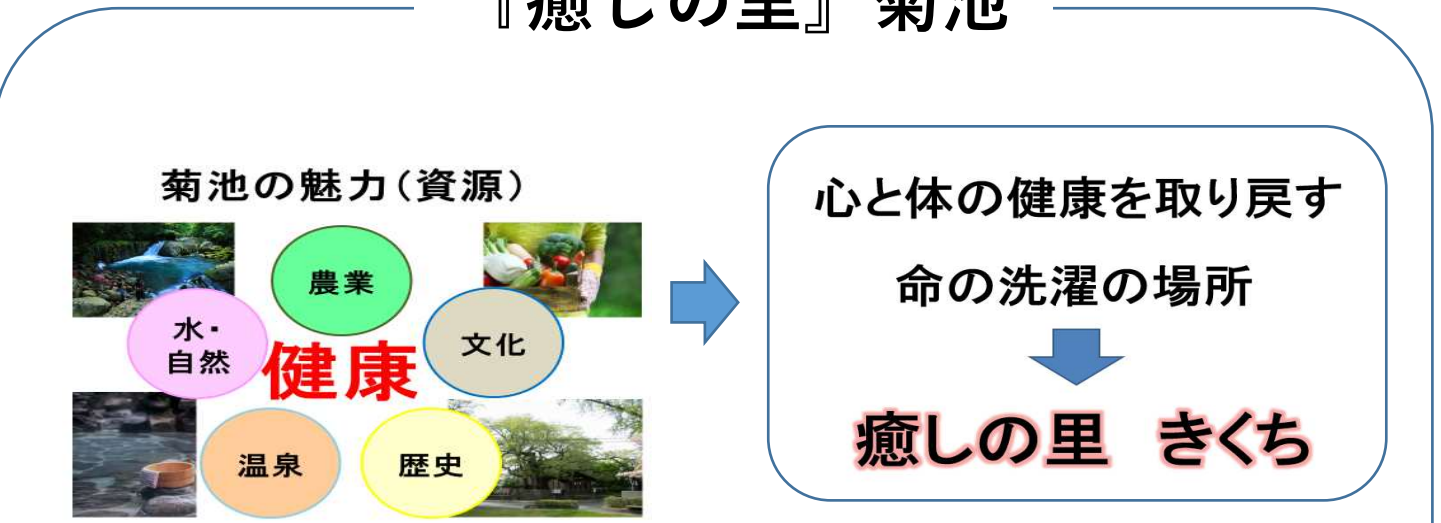 『癒しの里』菊池
菊池の魅力(資源)
農業
水・
自然
健康
文化
温泉
歴史
心と体の健康を取り戻す
命の洗濯の場所
癒しの里 きくち